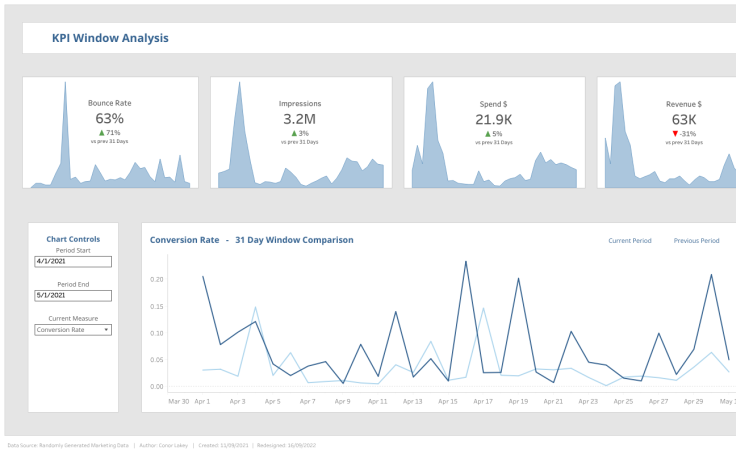 KPI Window Analysis
Bounce Rate
63%
▲ 71%
vs prev 31 Days
Impressions
3.2M
▲ 3%
vs prev 31 Days
Spend $
21.9K
▲ 5%
vs prev 31 Days
Revenue $
63K
▼ -31%
vs prev 31 Days
Chart Controls
Period Start
4/1/2021
Period End
5/1/2021
Current Measure
Conversion Rate
Conversion Rate - 31 Day Window Comparison
Current Period Previous Period
0.20
0.15
0.10
0.05
0.00
Mar 30 Apr 1 Apr 3 Apr 5 Apr 7 Apr 9 Apr 11 Apr 13 Apr 15 Apr 17 Apr 19 Apr 21 Apr 23 Apr 25 Apr 27 Apr 29 May 1
Data Source: Randomly Generated Marketing Data | Author: Conor Lakey | Created: 11/09/2021 | Redesigned: 16/09/2022